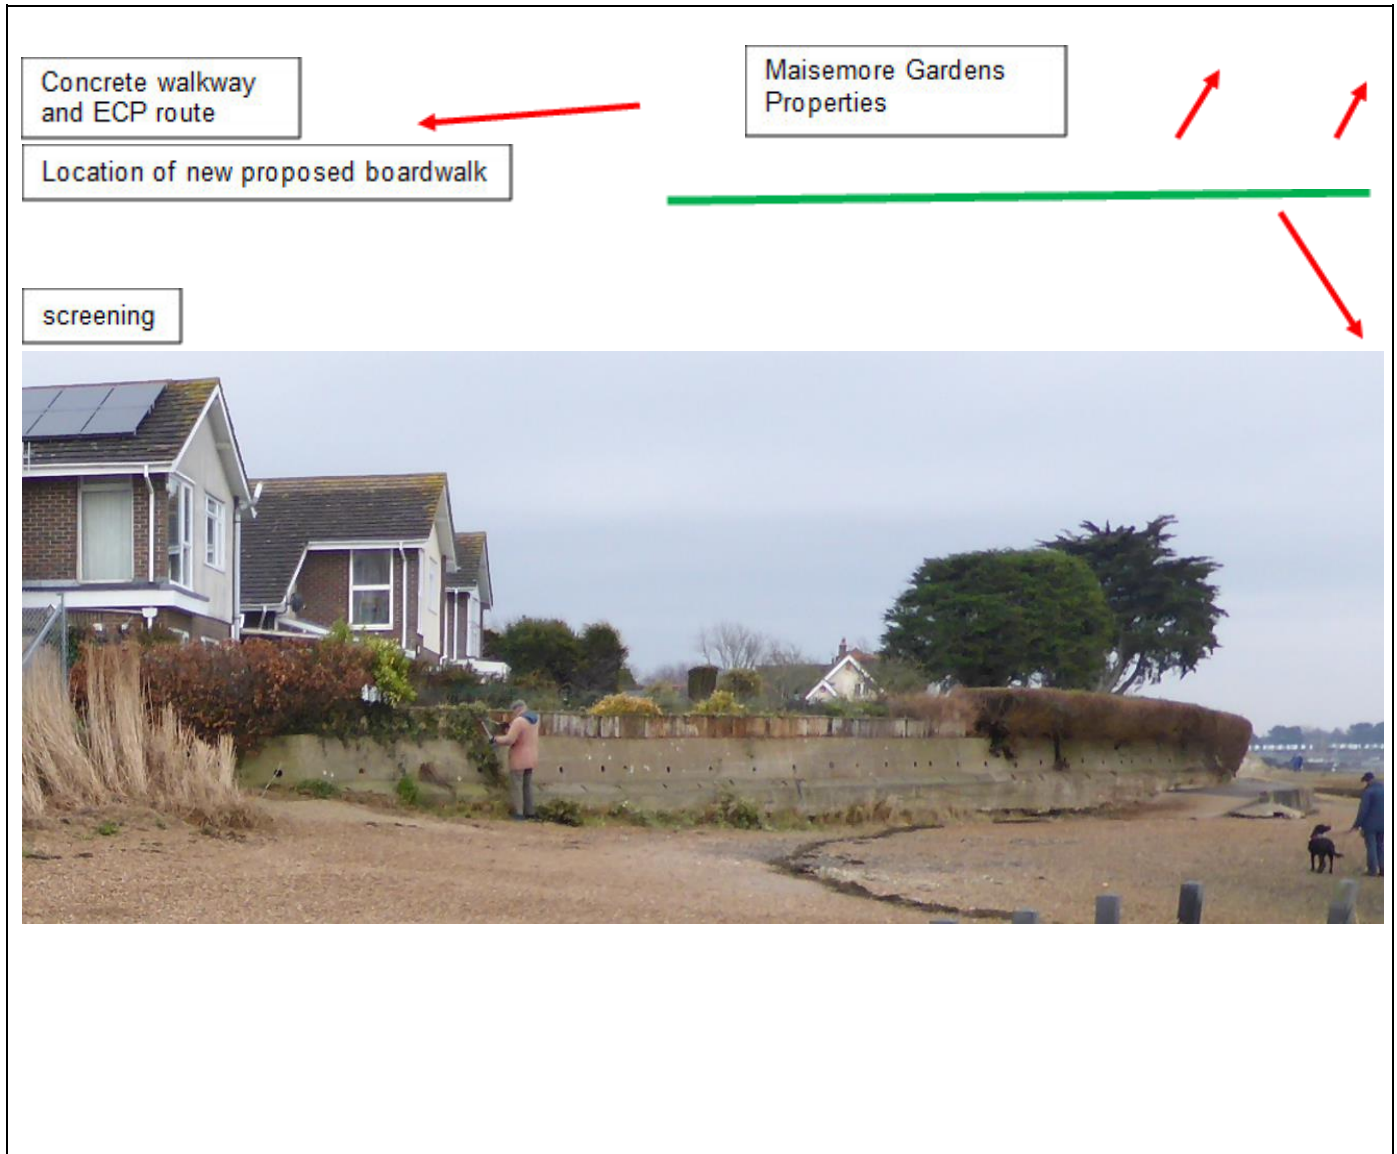 Concrete walkway
and ECP route
Maisemore Gardens
Properties
Location of new proposed boardwalk
screening